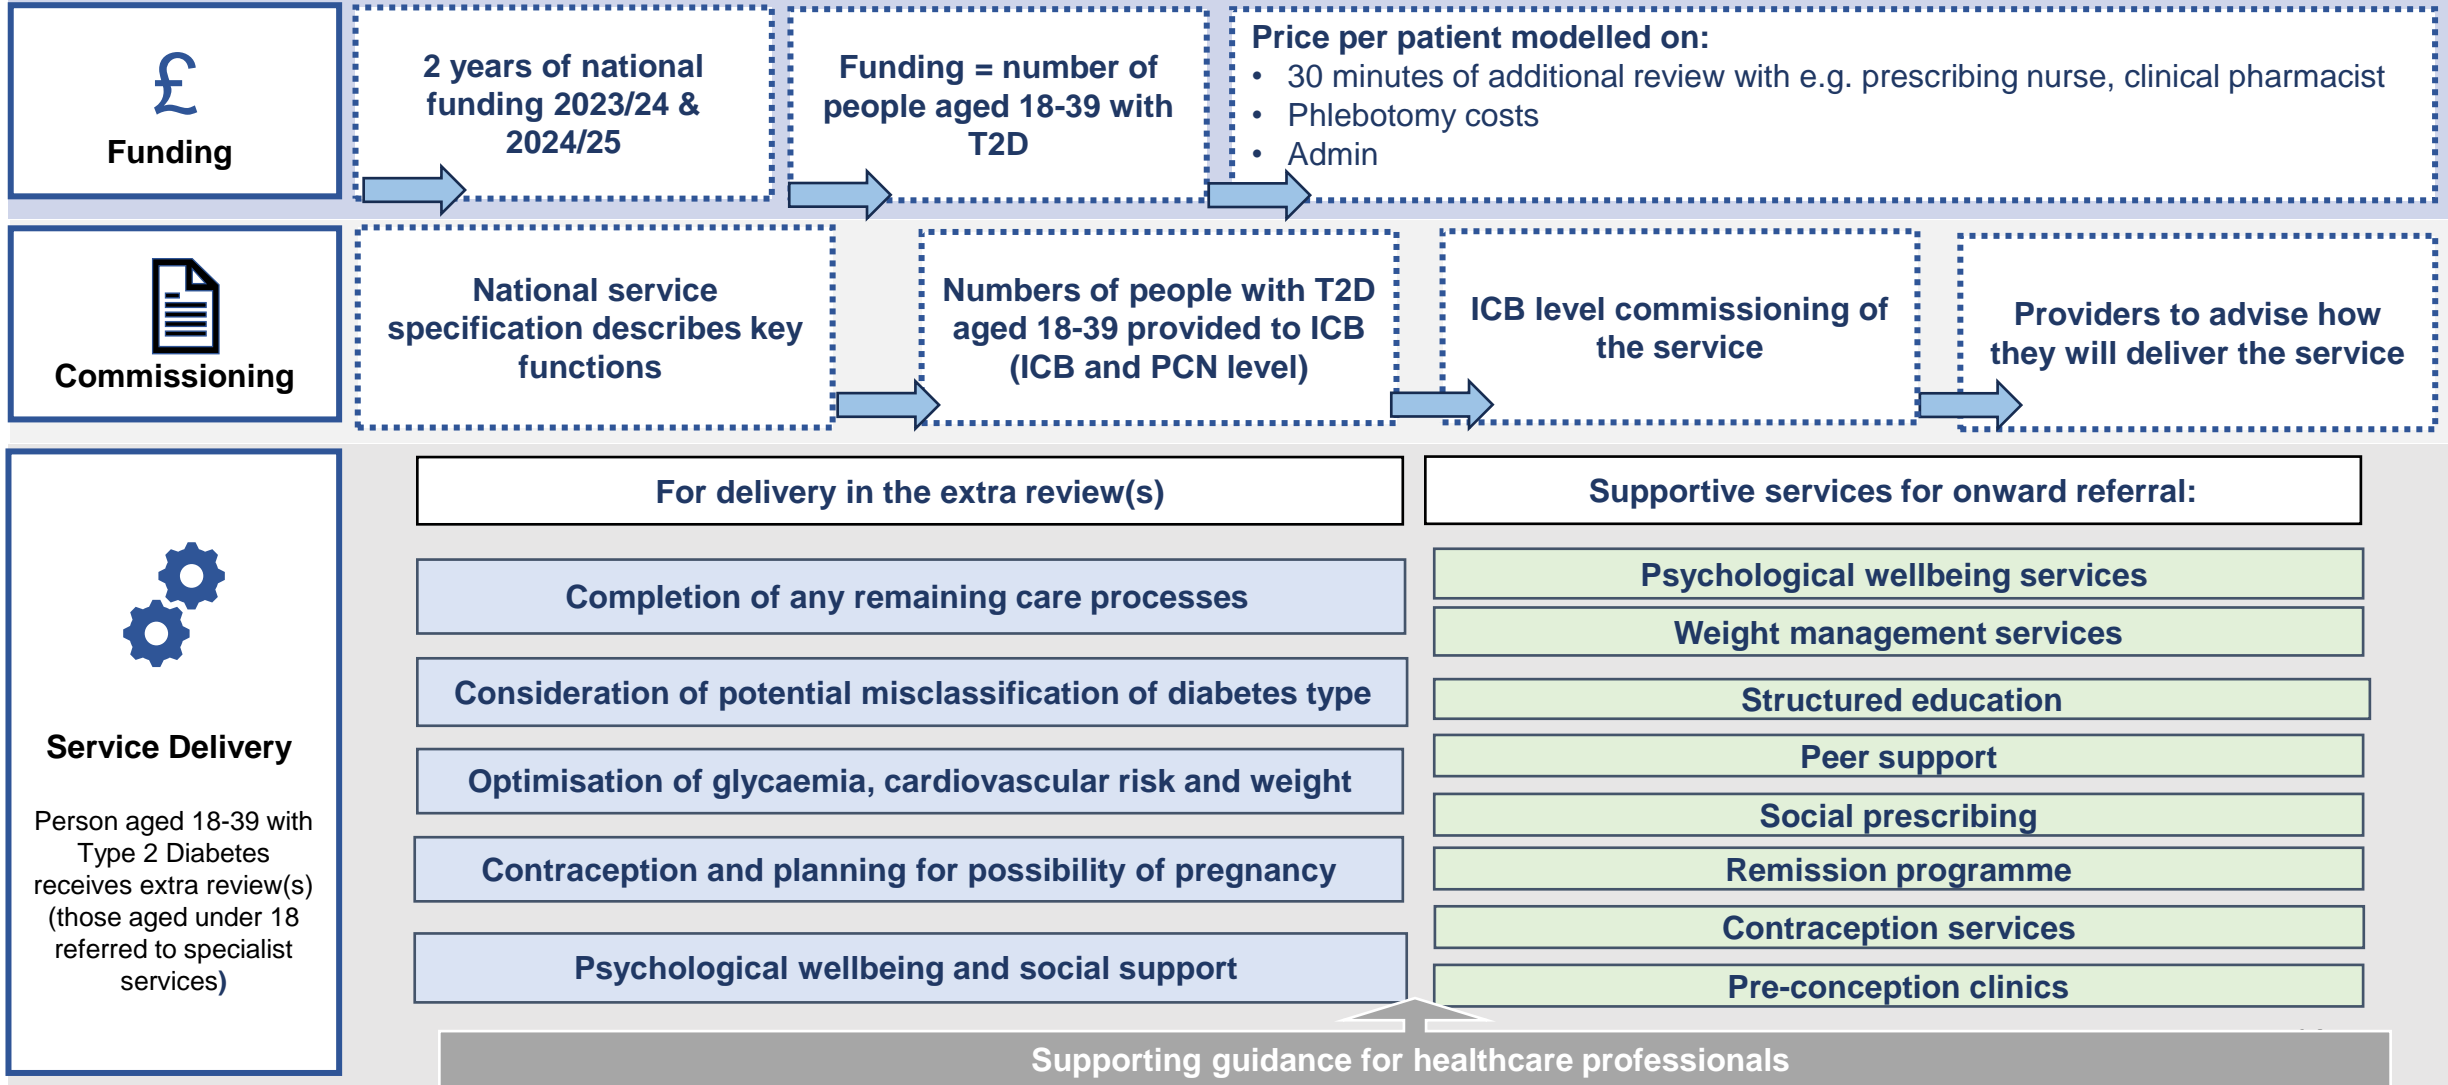 £
Funding
2 years of national
funding 2023/24 &
2024/25
Funding = number of
people aged 18-39 with
T2D
Price per patient modelled on:
• 30 minutes of additional review with e.g. prescribing nurse, clinical pharmacist
• Phlebotomy costs
• Admin
Commissioning
National service
specification describes key
functions
Numbers of people with T2D
aged 18-39 provided to ICB
(ICB and PCN level)
ICB level commissioning of
the service
Providers to advise how
they will deliver the service
Service Delivery
Person aged 18-39 with
Type 2 Diabetes
receives extra review(s)
(those aged under 18
referred to specialist
services)
For delivery in the extra review(s)
Completion of any remaining care processes
Consideration of potential misclassification of diabetes type
Optimisation of glycaemia, cardiovascular risk and weight
Contraception and planning for possibility of pregnancy
Psychological wellbeing and social support
Supportive services for onward referral:
Psychological wellbeing services
Weight management services
Structured education
Peer support
Social prescribing
Remission programme
Contraception services
Pre-conception clinics
Supporting guidance for healthcare professionals